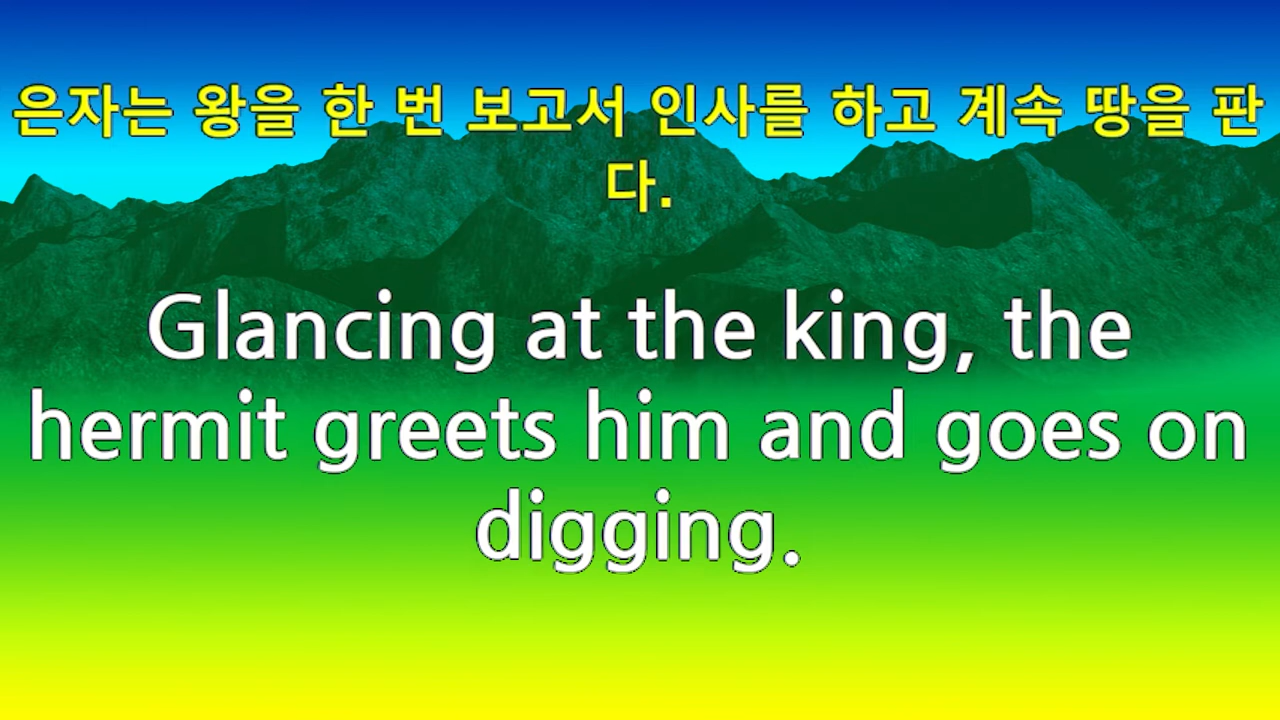 은자는 왕을 한 번 보고서 인사를 하고 계속 땅을 판
다.
Glancing at the king, the
hermit greets him and goes on
digging.